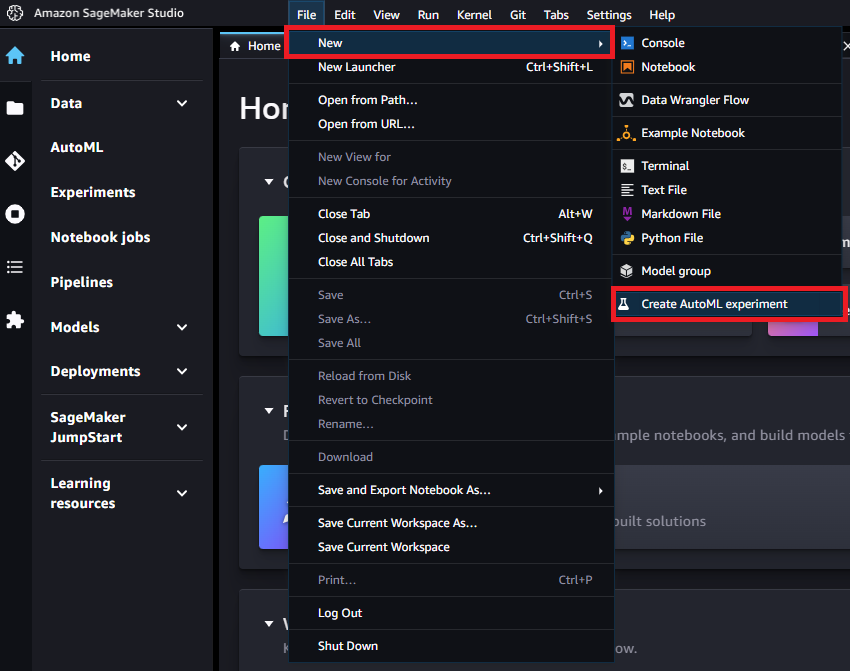 Amazon SageMaker Studio
File Edit View Run Kernel Git Tabs Settings Help
Home
Data
AutoML
Experiments
Notebook jobs
Pipelines
Models
Deployments
SageMaker
JumpStart
Learning
resources
Home
New
New Launcher Ctrl+Shift+L
Open from Path…
Open from URL…
New View for
New Console for Activity
Close Tab Alt+W
Close and Shutdown Ctrl+Shift+Q
Close All Tabs
Save Ctrl+S
Save As… Ctrl+Shift+S
Save All
Reload from Disk
Revert to Checkpoint
Rename…
Download
Save and Export Notebook As…
Save Current Workspace As…
Save Current Workspace
Print… Ctrl+P
Log Out
Shut Down
Console
Notebook
Data Wrangler Flow
Example Notebook
Terminal
Text File
Markdown File
Python File
Model group
Create AutoML experiment
notebooks, and build models
built solutions